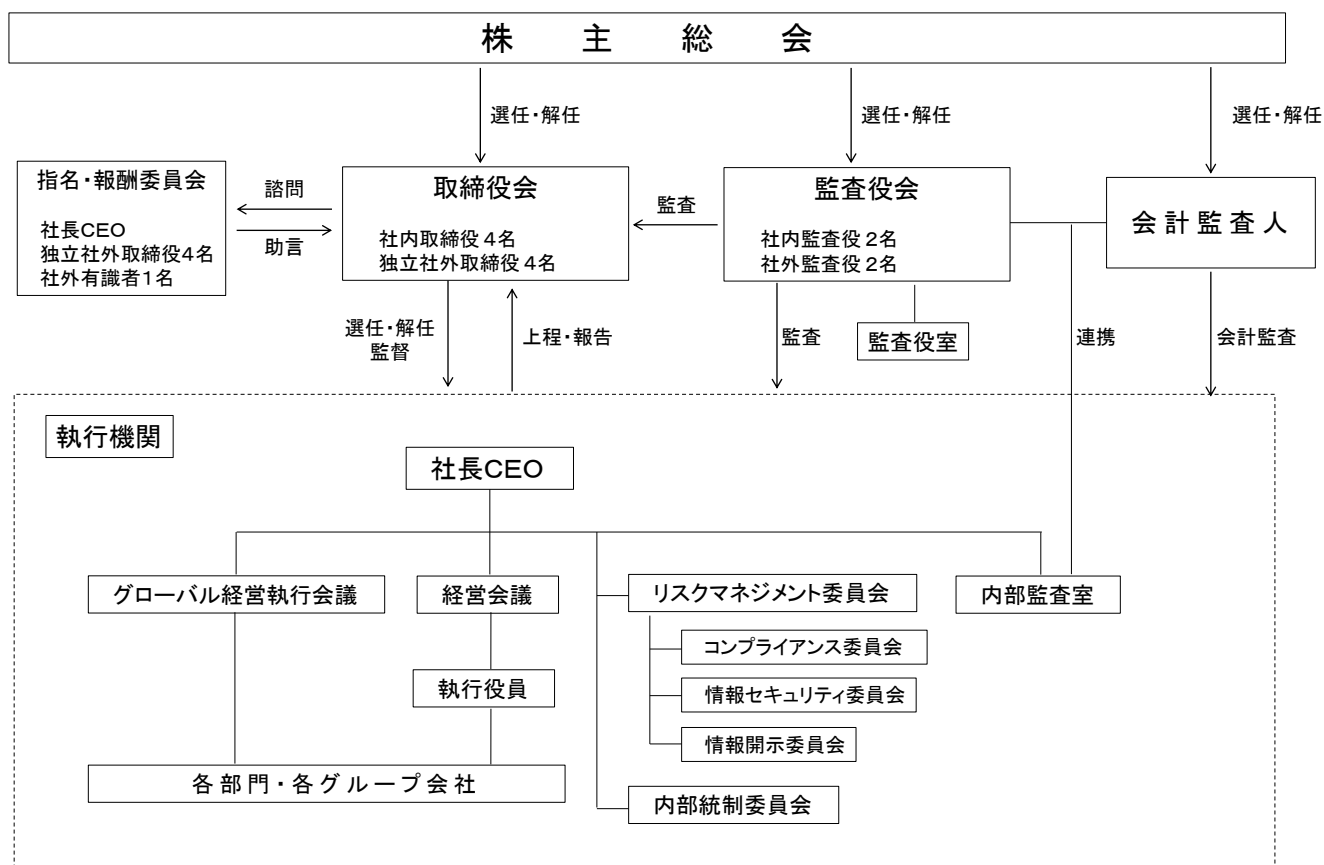 株主総会
選任・解任
選任・解任
選任・解任
指名・報酬委員会
社長CEO
独立社外取締役4名
社外有識者1名
諮問
助言
取締役会
社内取締役4名
独立社外取締役4名
監査
監査役会
社内監査役2名
社外監査役2名
会計監査人
選任・解任
監督
上程・報告
監査
監査役室
連携
会計監査
執行機関
社長CEO
グローバル経営執行会議
経営会議
リスクマネジメント委員会
内部監査室
コンプライアンス委員会
執行役員
情報セキュリティ委員会
情報開示委員会
各部門・各グループ会社
内部統制委員会